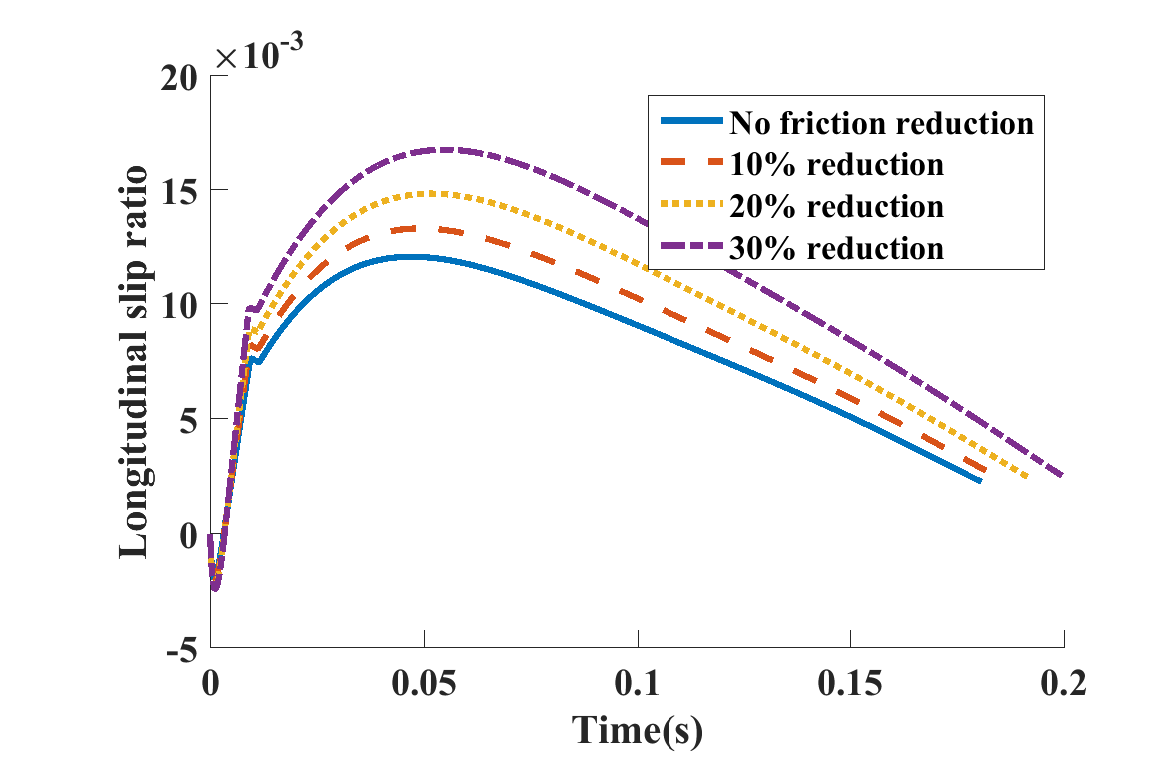 ×10-3
20
15
10
5
0
-5
Longitudinal slip ratio
No friction reduction
10% reduction
20% reduction
30% reduction
0 0.05 0.1 0.15 0.2
Time(s)